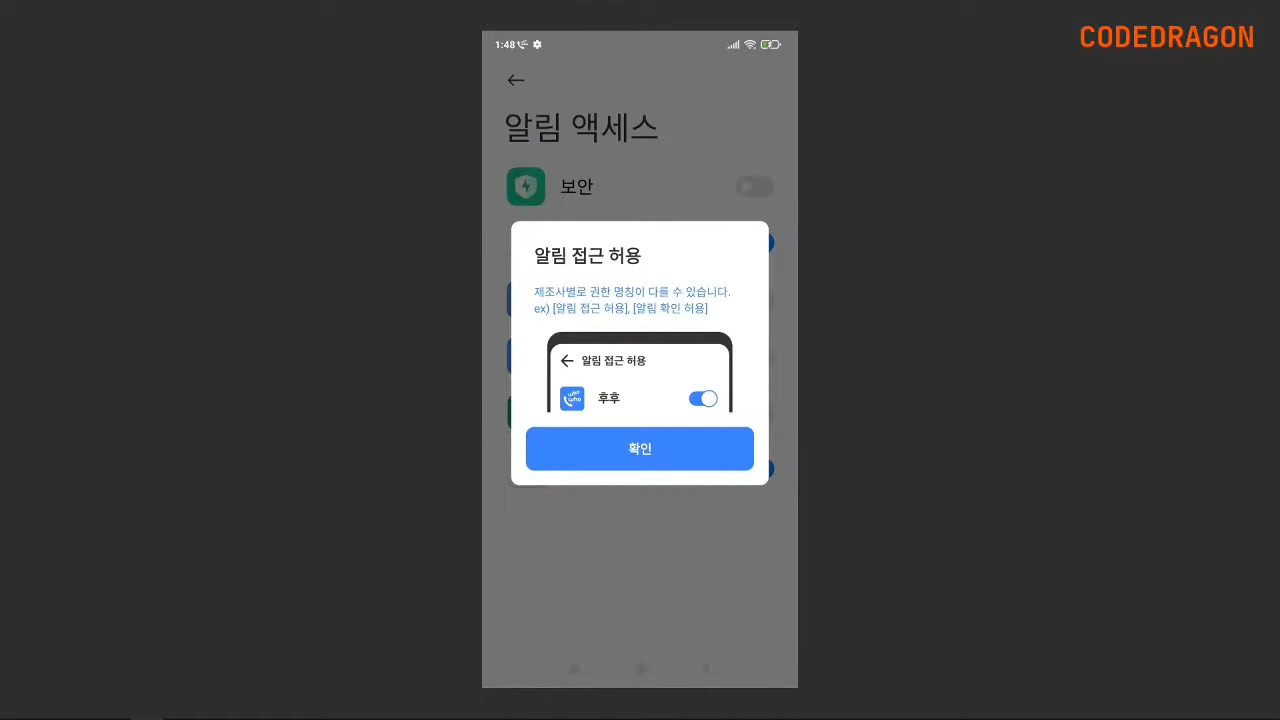 CODEDRAGON
1:48
알림 액세스
보안
알림 접근 허용
제조사별로 권한 명칭이 다를 수 있습니다.
ex) [알림 접근 허용], [알림 확인 허용]
알림 접근 허용
who who
후후
확인